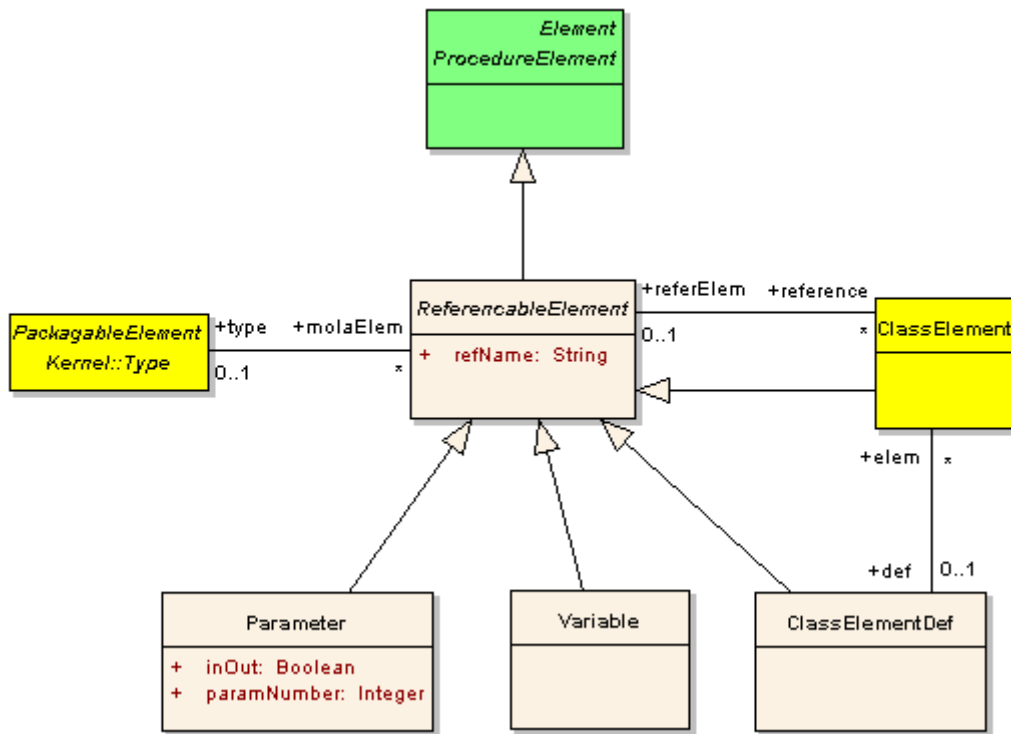 Element
ProcedureElement
ReferencableElement
+ refName: String
+referElem
+reference
0..1
*
ClassElement
PackagableElement
Kernel::Type
+type
+molaElem
0..1
*
+elem
*
+def
0..1
Parameter
+ inOut: Boolean
+ paramNumber: Integer
Variable
ClassElementDef